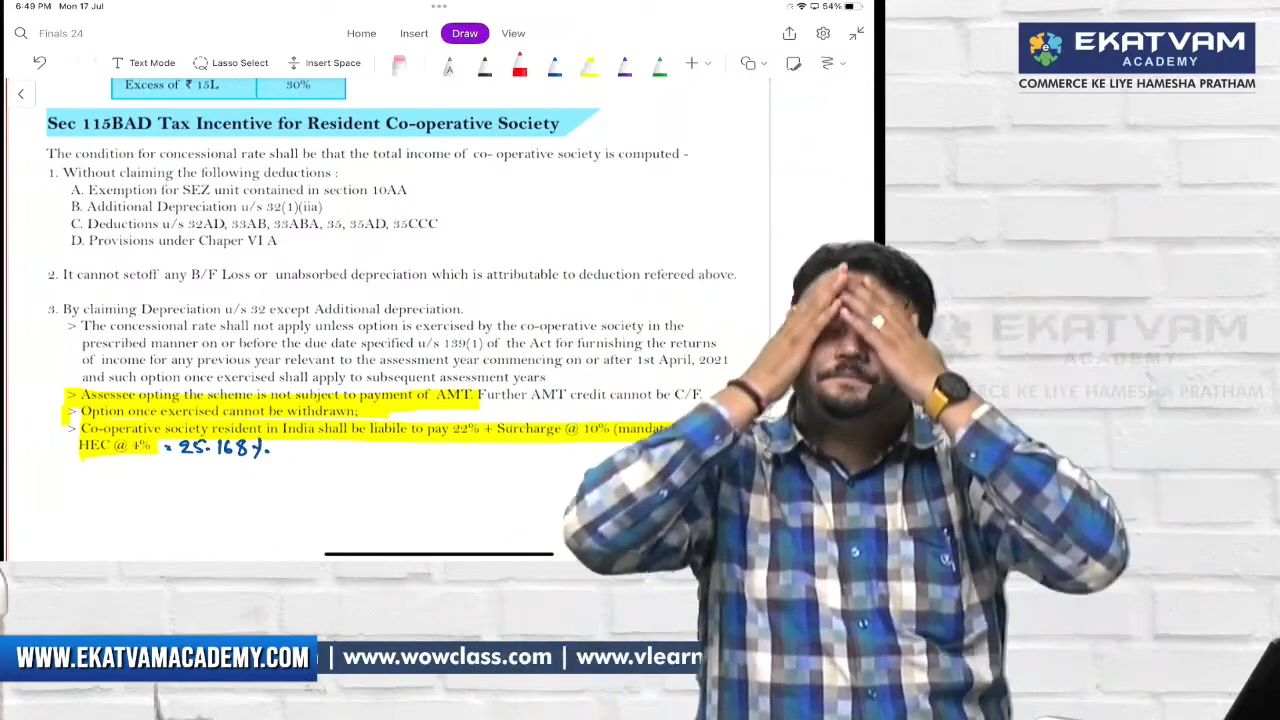 6:49 PM Mon 17 Jul
54%
Finals 24
Home Insert Draw View
Text Mode Lasso Select Insert Space
EKATVAM
ACADEMY
COMMERCE KE LIYE HAMESHA PRATHAM
Excess of ₹ 15L 30%
Sec 115BAD Tax Incentive for Resident Co-operative Society
The condition for concessional rate shall be that the total income of co- operative society is computed -
1. Without claiming the following deductions :
A. Exemption for SEZ unit contained in section 10AA
B. Additional Depreciation u/s 32(1)(iia)
C. Deductions u/s 32AD, 33AB, 33ABA, 35, 35AD, 35CCC
D. Provisions under Chaper VI A
2. It cannot setoff any B/F Loss or unabsorbed depreciation which is attributable to deduction refereed above.
3. By claiming Depreciation u/s 32 except Additional depreciation.
> The concessional rate shall not apply unless option is exercised by the co-operative society in the
prescribed manner on or before the due date specified u/s 139(1) of the Act for furnishing the returns
of income for any previous year relevant to the assessment year commencing on or after 1st April, 2021
and such option once exercised shall apply to subsequent assessment years
> Assessee opting the scheme is not subject to payment of AMT. Further AMT credit cannot be C/F.
> Option once exercised cannot be withdrawn;
> Co-operative society resident in India shall be liabile to pay 22% + Surcharge @ 10%
HEC @ 4% = 25.168%.
EKATVAM
ACADEMY
CE KE LIYE HAMESHA PRATHAM
WWW.EKATVAMACADEMY.COM | www.wowclass.com |